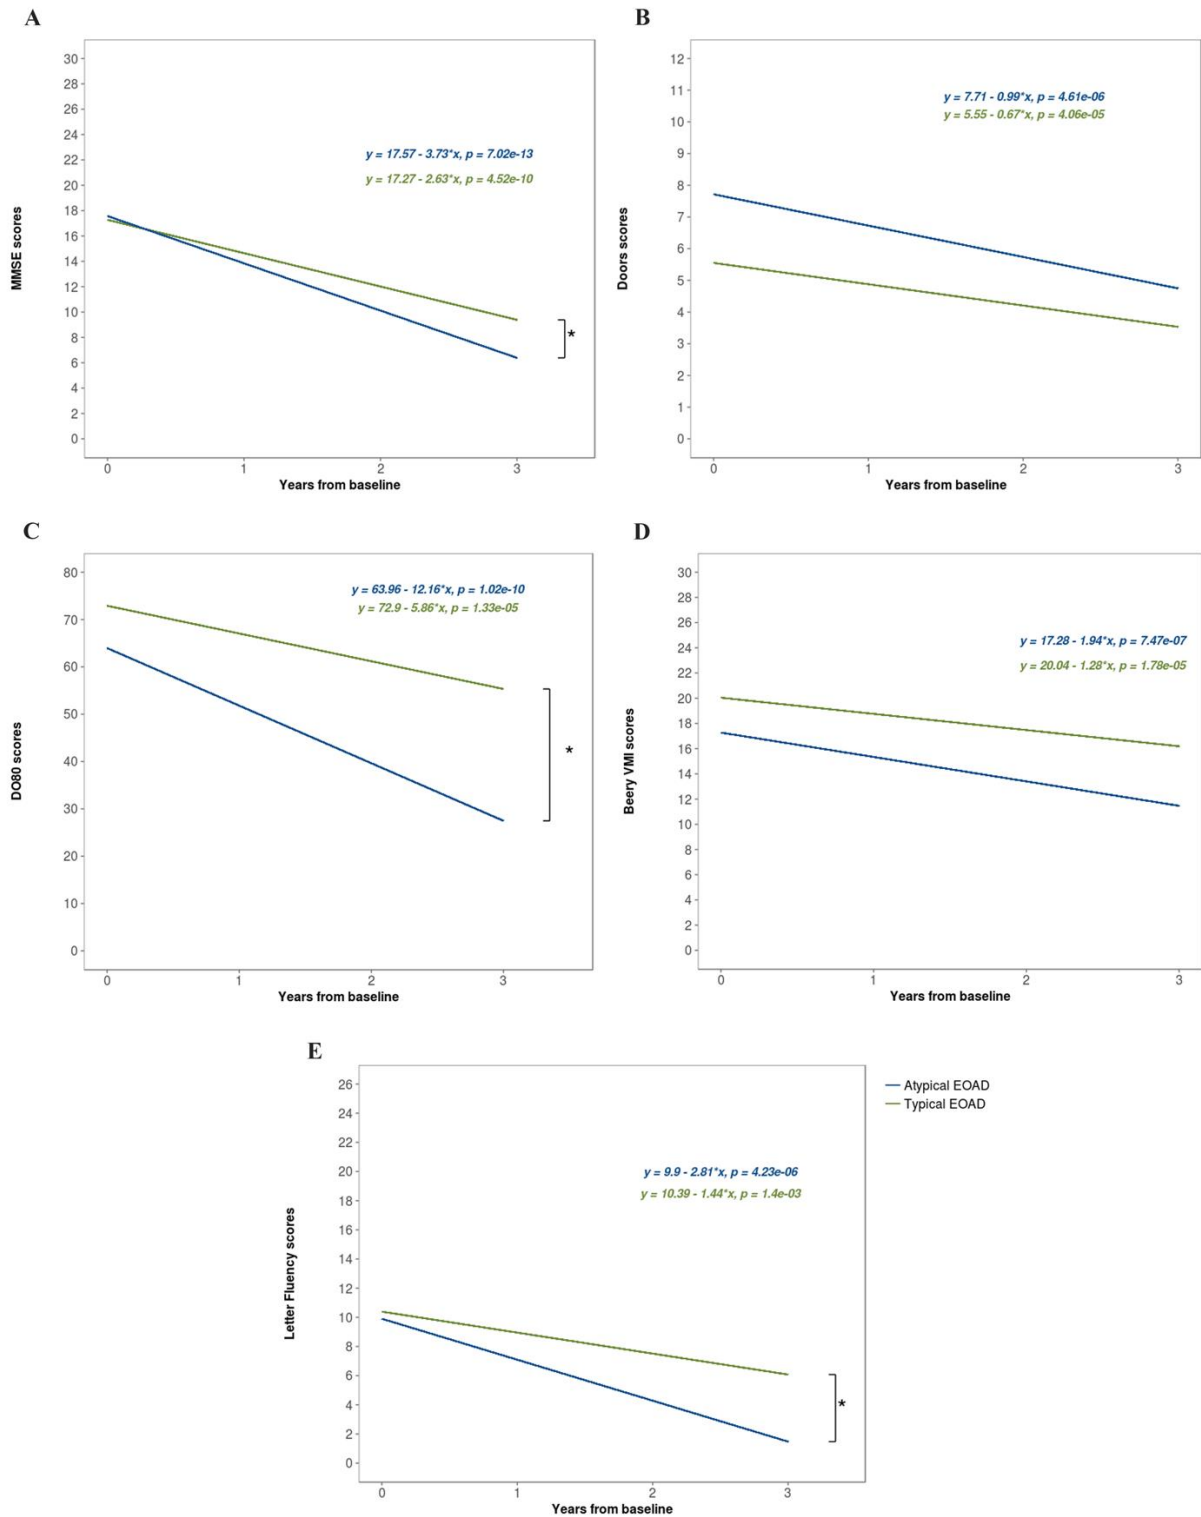 A
MMSE scores
30
28
26
24
22
20
18
16
14
12
10
8
6
4
2
0
y = 17.57 - 3.73*x, p = 7.02e-13
y = 17.27 - 2.63*x, p = 4.52e-10
*
0 1 2 3
Years from baseline
B
Doors scores
12
11
10
9
8
7
6
5
4
3
2
1
0
y = 7.71 - 0.99*x, p = 4.61e-06
y = 5.55 - 0.67*x, p = 4.06e-05
0 1 2 3
Years from baseline
C
DO80 scores
80
70
60
50
40
30
20
10
0
y = 63.96 - 12.16*x, p = 1.02e-10
y = 72.9 - 5.86*x, p = 1.33e-05
*
0 1 2 3
Years from baseline
D
Beery VMI scores
30
28
26
24
22
20
18
16
14
12
10
8
6
4
2
0
y = 17.28 - 1.94*x, p = 7.47e-07
y = 20.04 - 1.28*x, p = 1.78e-05
0 1 2 3
Years from baseline
E
Letter Fluency scores
26
24
22
20
18
16
14
12
10
8
6
4
2
0
y = 9.9 - 2.81*x, p = 4.23e-06
y = 10.39 - 1.44*x, p = 1.4e-03
*
0 1 2 3
Years from baseline
Atypical EOAD
Typical EOAD